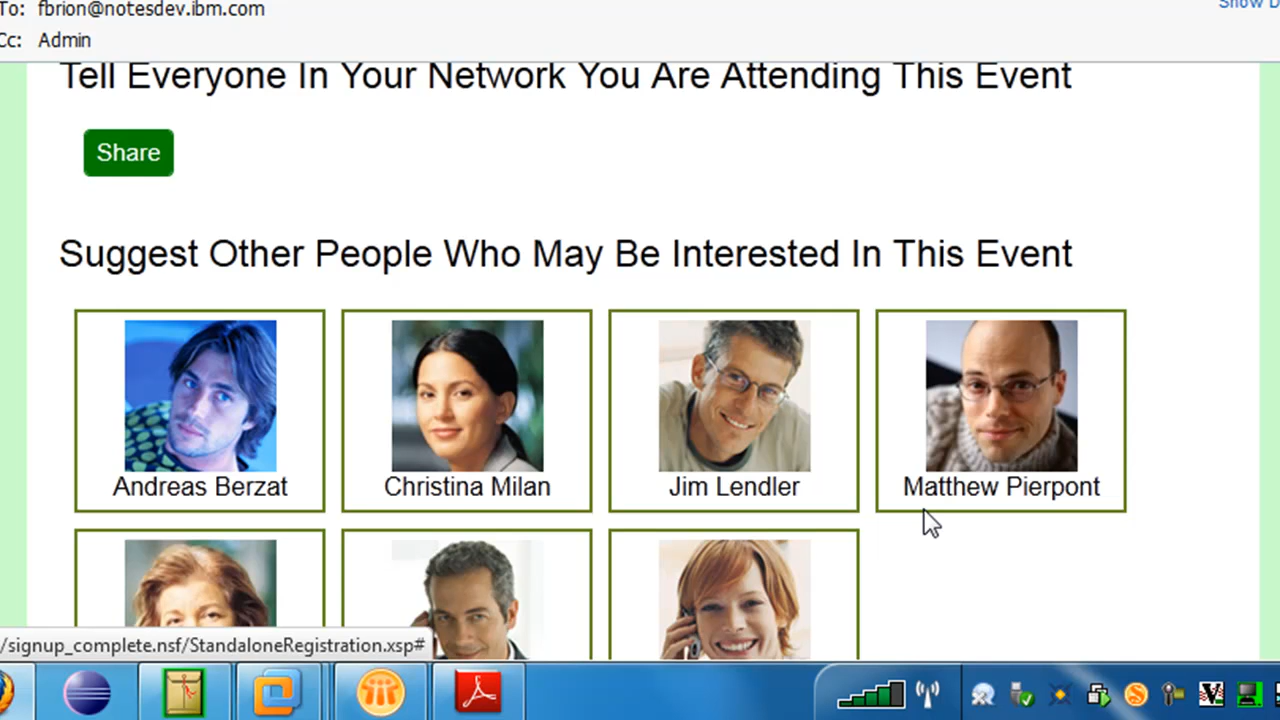 To: fbrion@notesdev.ibm.com
Show D
Cc: Admin
Tell Everyone In Your Network You Are Attending This Event
Share
Suggest Other People Who May Be Interested In This Event
Andreas Berzat
Christina Milan
Jim Lendler
Matthew Pierpont
/signup_complete.nsf/StandaloneRegistration.xsp#